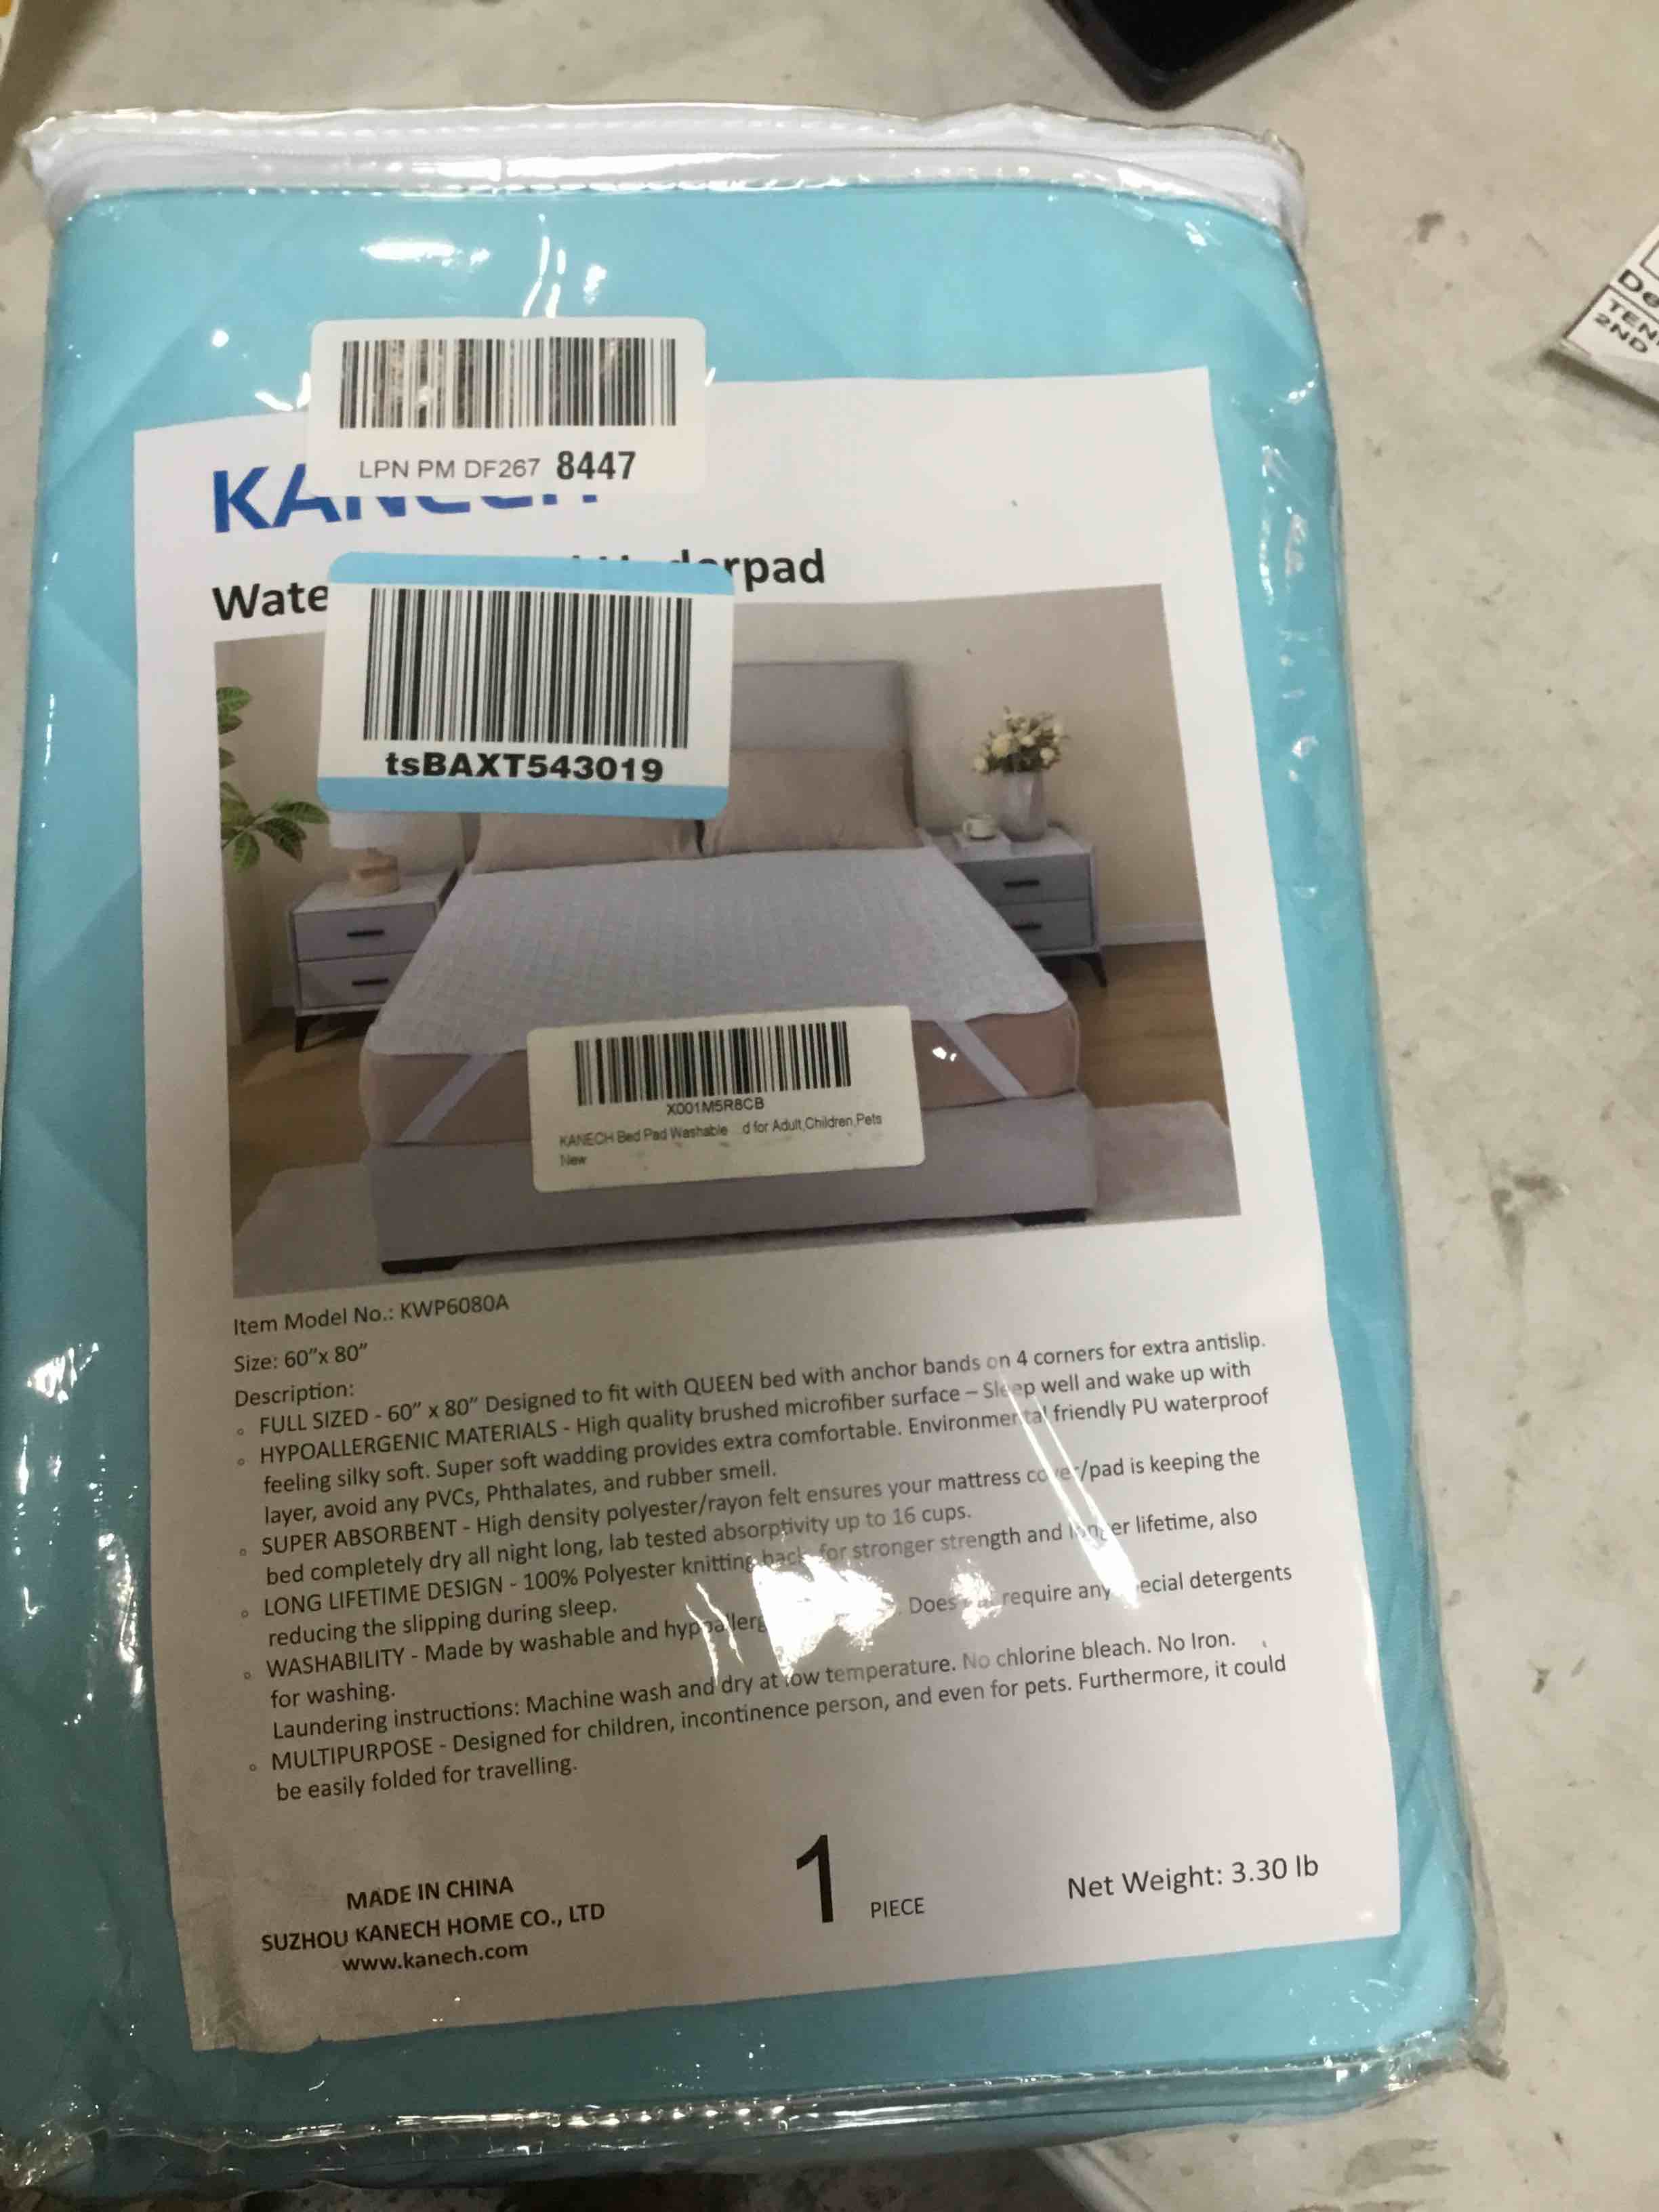 LPN PM DF267 8447
KANECH
Wate rpad
tsBAXT543019
X001M5R8CB
KANECH Bed Pad Washable d for Adult,Children,Pets
New
Item Model No.: KWP6080A
Size: 60”x 80”
Description:
◦ FULL SIZED - 60” x 80” Designed to fit with QUEEN bed with anchor bands on 4 corners for extra antislip.
◦ HYPOALLERGENIC MATERIALS - High quality brushed microfiber surface – Sleep well and wake up with
feeling silky soft. Super soft wadding provides extra comfortable. Environmental friendly PU waterproof
layer, avoid any PVCs, Phthalates, and rubber smell.
◦ SUPER ABSORBENT - High density polyester/rayon felt ensures your mattress cover/pad is keeping the
bed completely dry all night long, lab tested absorptivity up to 16 cups.
◦ LONG LIFETIME DESIGN - 100% Polyester knitting back for stronger strength and longer lifetime, also
reducing the slipping during sleep.
◦ WASHABILITY - Made by washable and hypoallerg Does not require any special detergents
for washing.
Laundering instructions: Machine wash and dry at low temperature. No chlorine bleach. No Iron.
◦ MULTIPURPOSE - Designed for children, incontinence person, and even for pets. Furthermore, it could
be easily folded for travelling.
MADE IN CHINA
SUZHOU KANECH HOME CO., LTD
www.kanech.com
1 PIECE
Net Weight: 3.30 lb
De
TEN
2ND